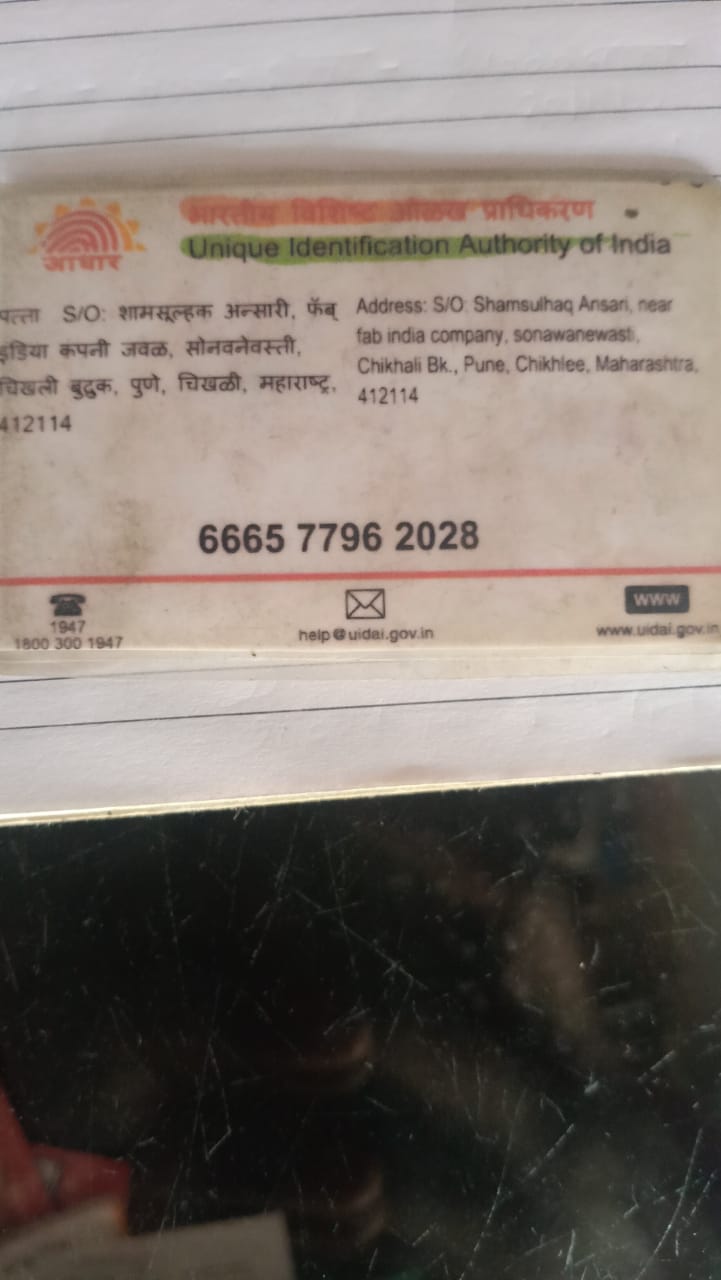 भारतीय विशिष्ट ओळख प्राधिकरण
Unique Identification Authority of India
आधार
पत्ता S/O: शामसूल्हक अन्सारी, फॅब्
इंडिया कपनी जवळ, सोनवनेवस्ती,
चिखली बुद्रुक, पुणे, चिखळी, महाराष्ट्र,
412114
Address: S/O: Shamsulhaq Ansari, near
fab india company, sonawanewasti,
Chikhali Bk., Pune, Chikhlee, Maharashtra,
412114
6665 7796 2028
1947
1800 300 1947
help@uidai.gov.in
www
www.uidai.gov.in